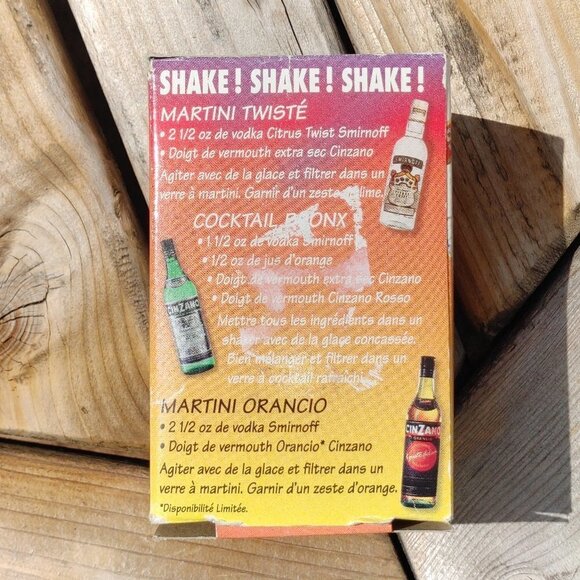 SHAKE! SHAKE! SHAKE!
MARTINI TWISTÉ
• 2 1/2 oz de vodka Citrus Twist Smirnoff
• Doigt de vermouth extra sec Cinzano
Agiter avec de la glace et filtrer dans un
verre à martini. Garnir d'un zeste de lime.
SMIRNOFF
COCKTAIL BRONX
• 1 1/2 oz de vodka Smirnoff
• 1/2 oz de jus d'orange
• Doigt de vermouth extra sec Cinzano
• Doigt de vermouth Cinzano Rosso
Mettre tous les ingrédients dans un
shaker avec de la glace concassée.
Bien mélanger et filtrer dans un
verre à cocktail rafraîchi.
CINZANO
MARTINI ORANCIO
• 2 1/2 oz de vodka Smirnoff
• Doigt de vermouth Orancio* Cinzano
Agiter avec de la glace et filtrer dans un
verre à martini. Garnir d'un zeste d'orange.
*Disponibilité Limitée.
CINZANO
ORANCIO